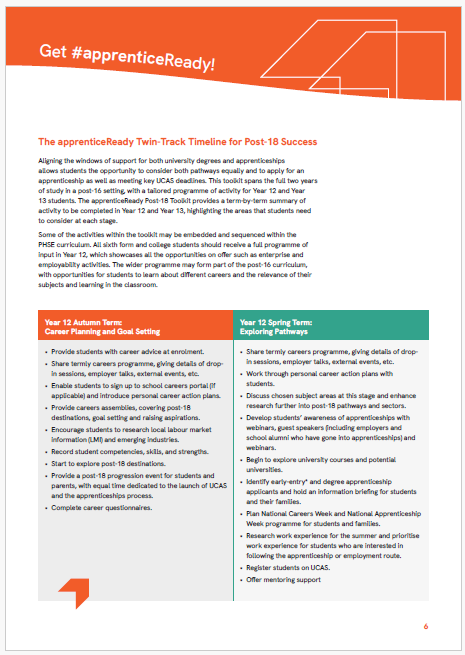 Get #apprenticeReady!
The apprenticeReady Twin-Track Timeline for Post-18 Success
Aligning the windows of support for both university degrees and apprenticeships
allows students the opportunity to consider both pathways equally and to apply for an
apprenticeship as well as meeting key UCAS deadlines. This toolkit spans the full two years
of study in a post-16 setting, with a tailored programme of activity for Year 12 and Year
13 students. The apprenticeReady Post-18 Toolkit provides a term-by-term summary of
activity to be completed in Year 12 and Year 13, highlighting the areas that students need
to consider at each stage.
Some of the activities within the toolkit may be embedded and sequenced within the
PHSE curriculum. All sixth form and college students should receive a full programme of
input in Year 12, which showcases all the opportunities on offer such as enterprise and
employability activities. The wider programme may form part of the post-16 curriculum,
with opportunities for students to learn about different careers and the relevance of their
subjects and learning in the classroom.
Year 12 Autumn Term:
Career Planning and Goal Setting
• Provide students with career advice at enrolment.
• Share termly careers programme, giving details of drop-
in sessions, employer talks, external events, etc.
• Enable students to sign up to school careers portal (if
applicable) and introduce personal career action plans.
• Provide careers assemblies, covering post-18
destinations, goal setting and raising aspirations.
• Encourage students to research local labour market
information (LMI) and emerging industries.
• Record student competencies, skills, and strengths.
• Start to explore post-18 destinations.
• Provide a post-18 progression event for students and
parents, with equal time dedicated to the launch of UCAS
and the apprenticeships process.
• Complete career questionnaires.
Year 12 Spring Term:
Exploring Pathways
• Share termly careers programme, giving details of drop-
in sessions, employer talks, external events, etc.
• Work through personal career action plans with
students.
• Discuss chosen subject areas at this stage and enhance
research further into post-18 pathways and sectors.
• Develop students' awareness of apprenticeships with
webinars, guest speakers (including employers and
school alumni who have gone into apprenticeships) and
webinars.
• Begin to explore university courses and potential
universities.
• Identify early-entry* and degree apprenticeship
applicants and hold an information briefing for students
and their families.
• Plan National Careers Week and National Apprenticeship
Week programme for students and families.
• Research work experience for the summer and prioritise
work experience for students who are interested in
following the apprenticeship or employment route.
• Register students on UCAS.
• Offer mentoring support
6